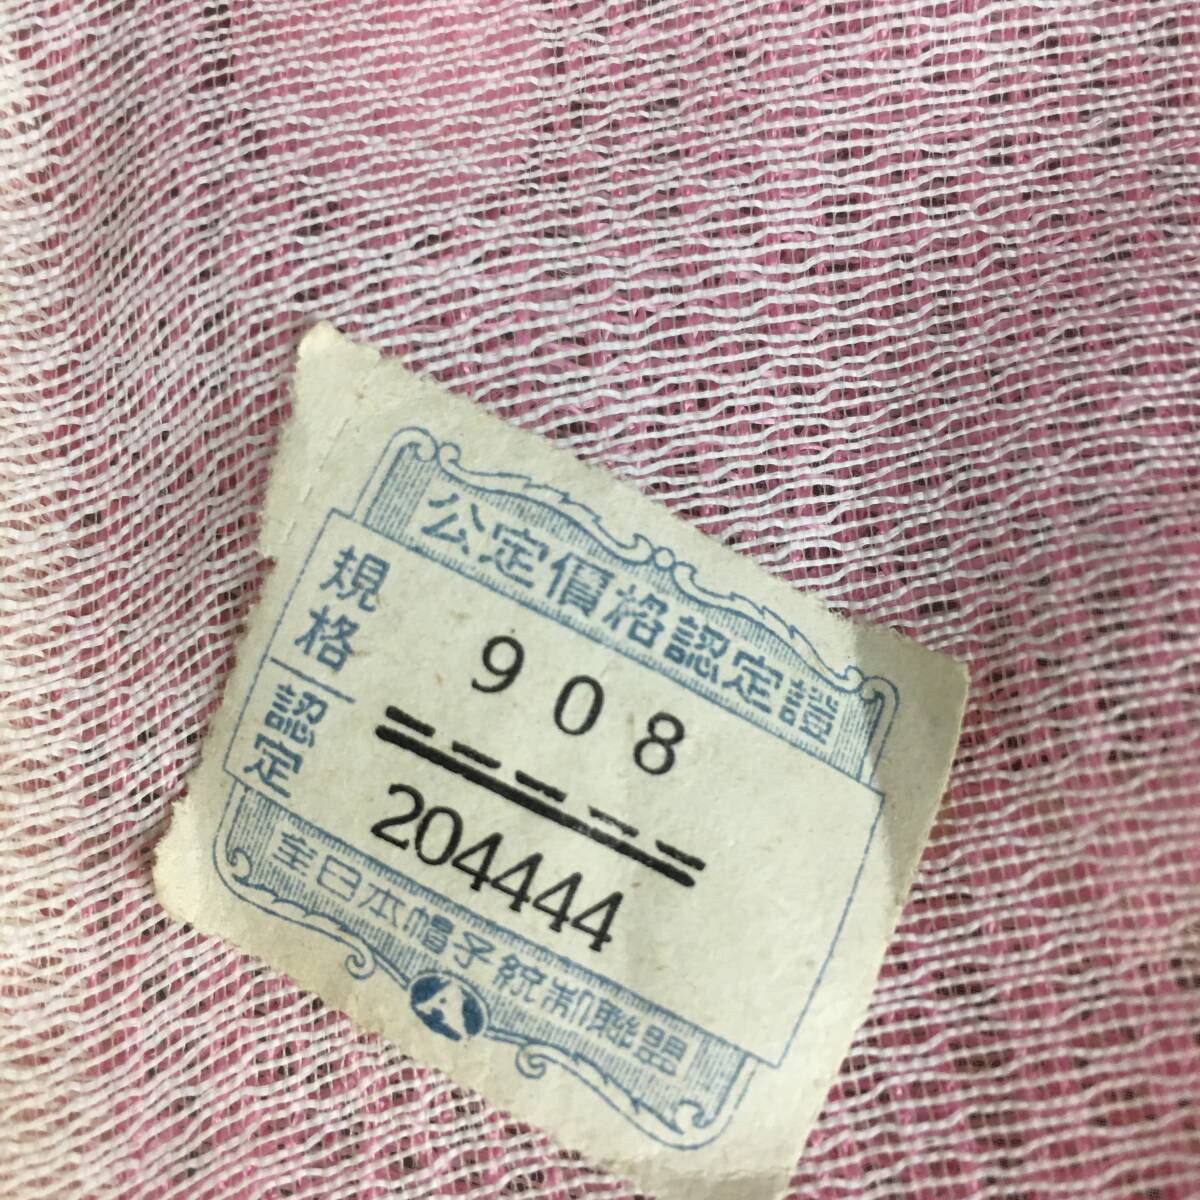 公定價格認定證
規格
908
認定
204444
全日本帽子統制聯盟